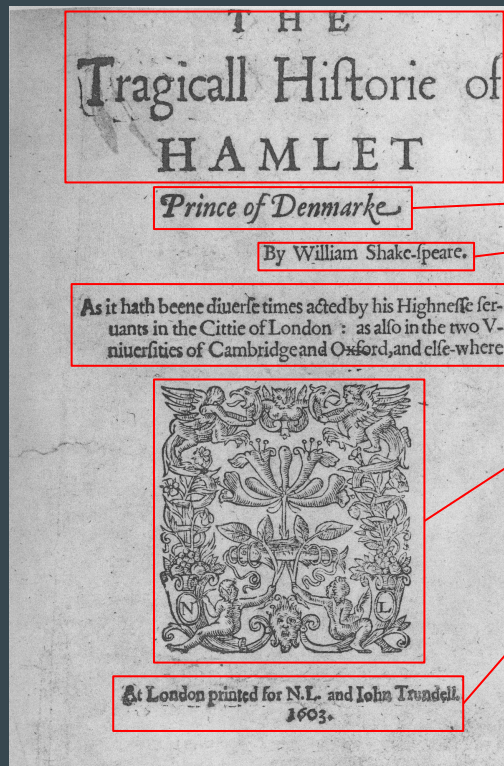 THE
Tragicall Hiſtorie of
HAMLET
Prince of Denmarke
By William Shake-ſpeare.
As it hath beene diuerſe times acted by his Highneſſe ſer-
uants in the Cittie of London : as alſo in the two V-
niuerſities of Cambridge and Oxford, and elſe-where
N L
At London printed for N.L. and Iohn Trundell.
1603.